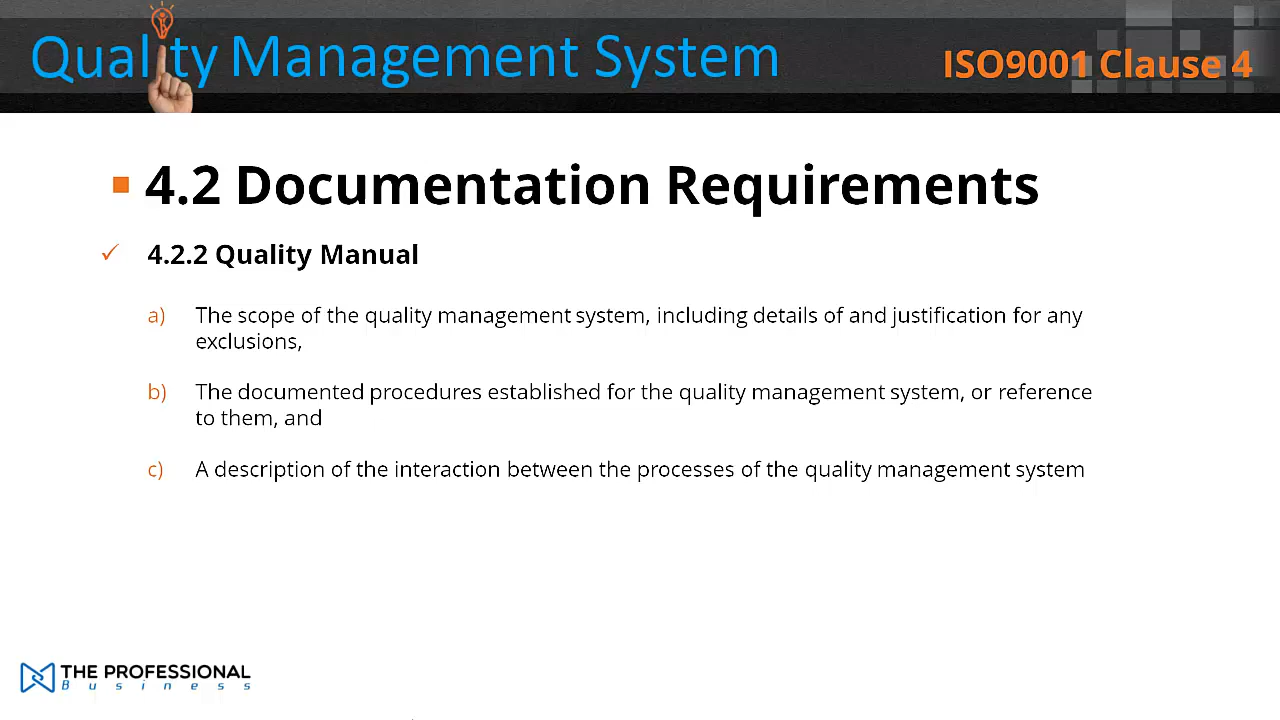 Quality Management System
ISO9001 Clause 4
4.2 Documentation Requirements
4.2.2 Quality Manual
a) The scope of the quality management system, including details of and justification for any
exclusions,
b) The documented procedures established for the quality management system, or reference
to them, and
c) A description of the interaction between the processes of the quality management system
THE PROFESSIONAL
Business